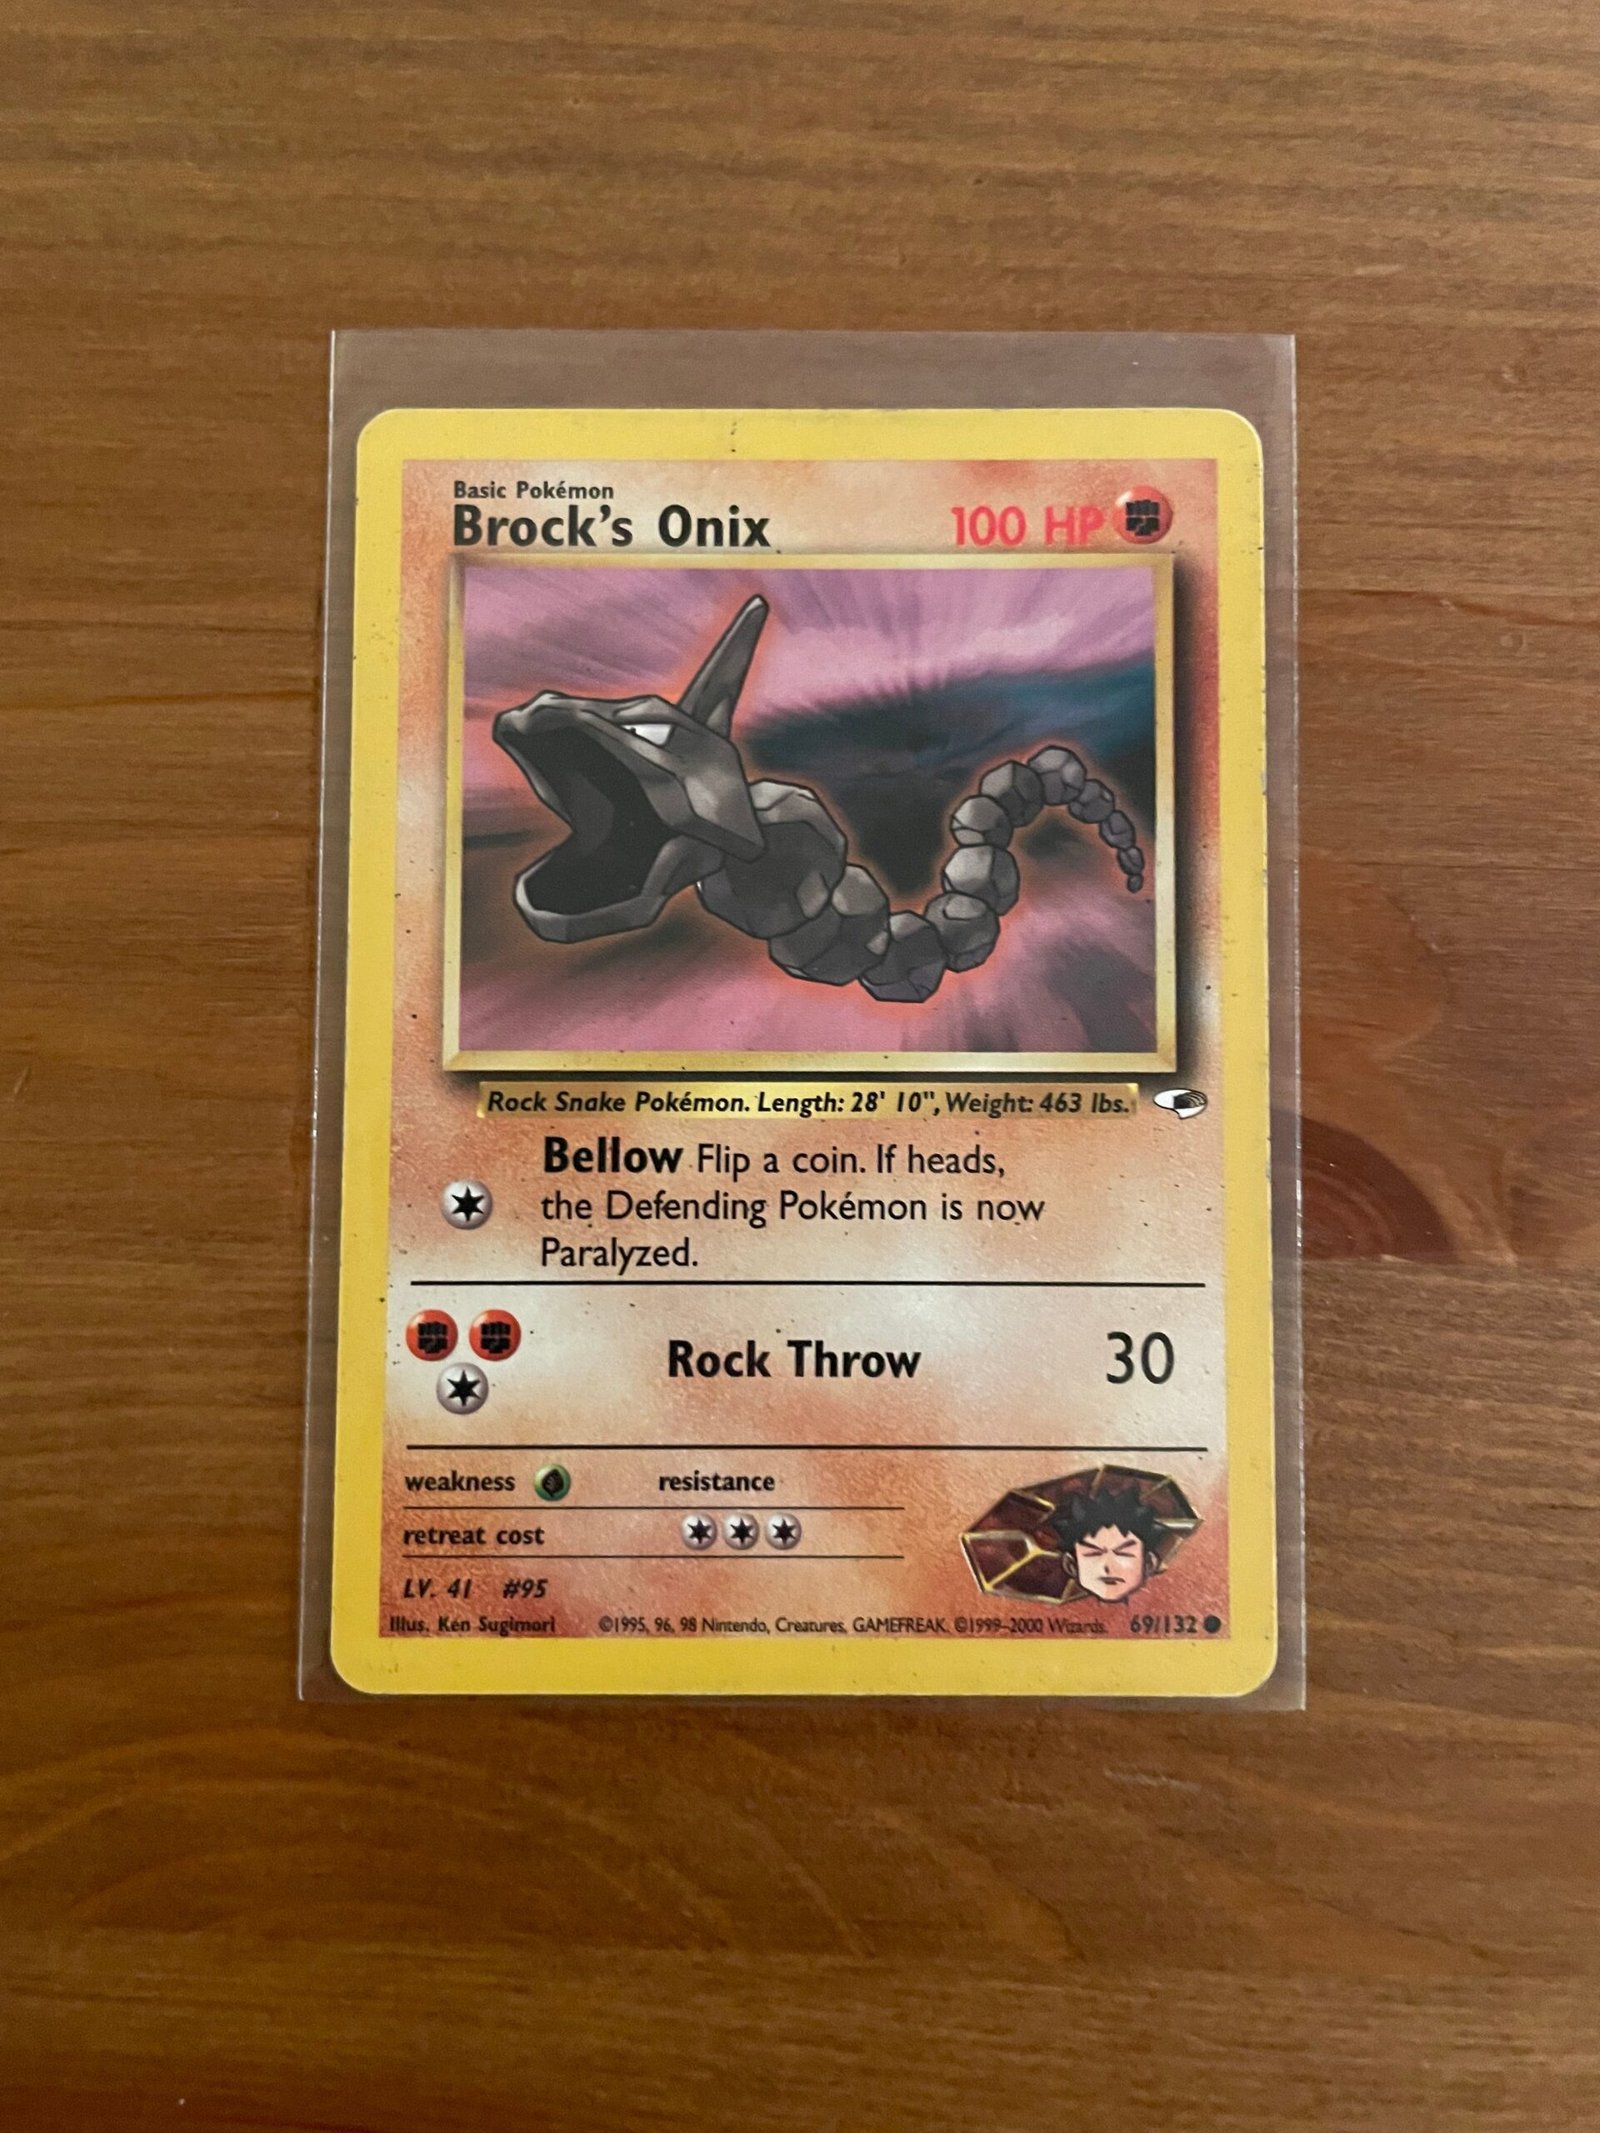 Basic Pokémon
Brock's Onix 100 HP
Rock Snake Pokémon. Length: 28' 10", Weight: 463 lbs.
Bellow Flip a coin. If heads,
the Defending Pokémon is now
Paralyzed.
Rock Throw 30
weakness resistance
retreat cost
LV. 41 #95
Illus. Ken Sugimori ©1995, 96, 98 Nintendo, Creatures, GAMEFREAK. ©1999-2000 Wizards. 69/132